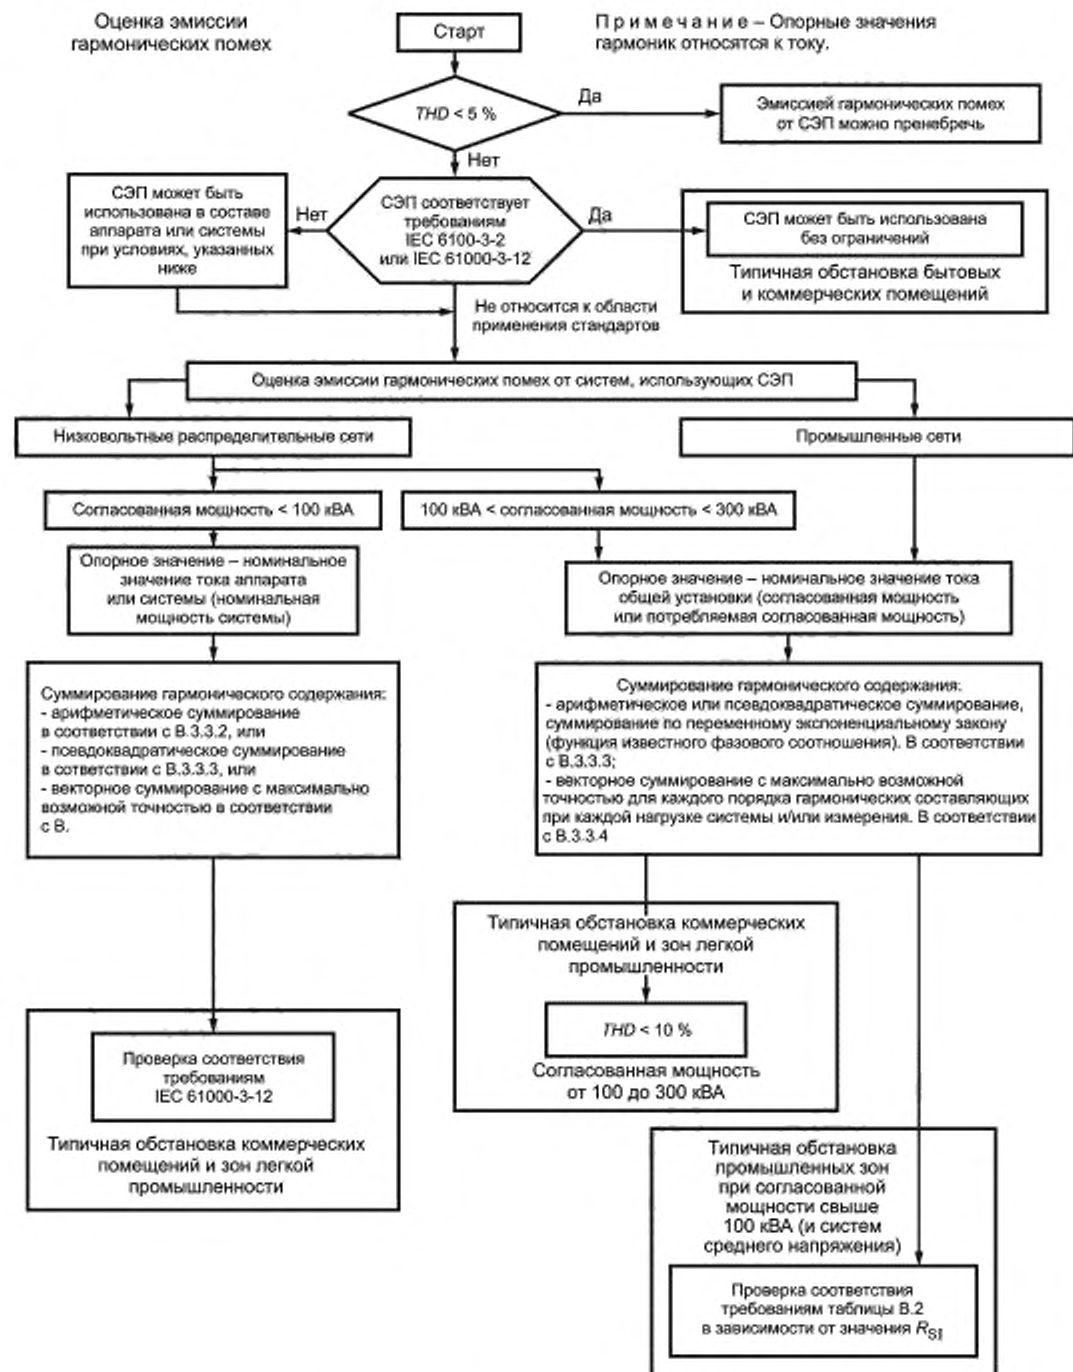 Оценка эмиссии
гармонических помех
Старт
П р и м е ч а н и е – Опорные значения
гармоник относятся к току.
THD < 5 %
Да
Эмиссией гармонических помех
от СЭП можно пренебречь
Нет
СЭП может быть
использована в составе
аппарата или системы
при условиях, указанных
ниже
Нет
СЭП соответствует
требованиям
IEC 6100-3-2
или IEC 61000-3-12
Да
СЭП может быть использована
без ограничений
Типичная обстановка бытовых
и коммерческих помещений
Не относится к области
применения стандартов
Оценка эмиссии гармонических помех от систем, использующих СЭП
Низковольтные распределительные сети
Промышленные сети
Согласованная мощность < 100 кВА
100 кВА < согласованная мощность < 300 кВА
Опорное значение – номинальное
значение тока аппарата
или системы (номинальная
мощность системы)
Опорное значение – номинальное значение тока
общей установки (согласованная мощность
или потребляемая согласованная мощность)
Суммирование гармонического содержания:
- арифметическое суммирование
в соответствии с В.3.3.2, или
- псевдоквадратическое суммирование
в сответствии с В.3.3.3, или
- векторное суммирование с максимально
возможной точностью в соответствии
с В.
Суммирование гармонического содержания:
- арифметическое или псевдоквадратическое суммирование,
суммирование по переменному экспоненциальному закону
(функция известного фазового соотношения). В соответствии
с В.3.3.3;
- векторное суммирование с максимально возможной
точностью для каждого порядка гармонических составляющих
при каждой нагрузке системы и/или измерения. В соответствии
с В.3.3.4
Типичная обстановка коммерческих
помещений и зон легкой
промышленности
THD < 10 %
Согласованная мощность
от 100 до 300 кВА
Проверка соответствия
требованиям
IEC 61000-3-12
Типичная обстановка коммерческих
помещений и зон легкой
промышленности
Типичная обстановка
промышленных зон
при согласованной
мощности свыше
100 кВА (и систем
среднего напряжения)
Проверка соответствия
требованиям таблицы В.2
в зависимости от значения RSI